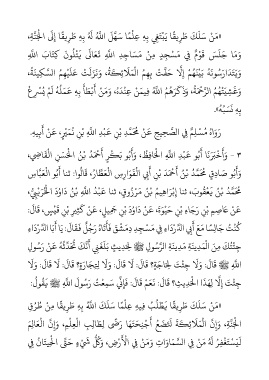 «مَنْ سَلَكَ طَرِيقًا يَبْتَغِي بِهِ عِلْمًا سَهَّلَ اللَّهُ لَهُ بِهِ طَرِيقًا إِلَى الْجَنَّةِ،
وَمَا جَلَسَ قَوْمٌ فِي مَسْجِدٍ مِنْ مَسَاجِدِ اللَّهِ تَعَالَى يَتْلُونَ كِتَابَ اللَّهِ
وَيَتَدَارَسُونَهُ بَيْنَهُمْ إِلَّا حَفَّتْ بِهِمُ الْمَلَائِكَةُ، وَنَزَلَتْ عَلَيْهِمُ السَّكِينَةُ،
وَغَشِيَتْهُمُ الرَّحْمَةُ، وَذَكَرَهُمُ اللَّهُ فِيمَنْ عِنْدَهُ، وَمَنْ أَبْطَأَ بِهِ عَمَلُهُ لَمْ يُسْرِعْ
بِهِ نَسَبُهُ».
رَوَاهُ مُسْلِمٌ فِي الصَّحِيحِ عَنْ مُحَمَّدِ بْنِ عَبْدِ اللَّهِ بْنِ نُمَيْرٍ، عَنْ أَبِيهِ.
٣ - وَأَخْبَرَنَا أَبُو عَبْدِ اللَّهِ الْحَافِظُ، وَأَبُو بَكْرٍ أَحْمَدُ بْنُ الْحَسَنِ الْقَاضِي،
وَأَبُو صَادِقٍ مُحَمَّدُ بْنُ أَحْمَدَ بْنِ أَبِي الْفَوَارِسِ الْعَطَّارُ، قَالُوا: ثنا أَبُو الْعَبَّاسِ
مُحَمَّدُ بْنُ يَعْقُوبَ، ثنا إِبْرَاهِيمُ بْنُ مَرْزُوقٍ، ثنا عَبْدُ اللَّهِ بْنُ دَاوُدَ الْخُرَيْبِيُّ،
عَنْ عَاصِمِ بْنِ رَجَاءِ بْنِ حَيْوَةَ، عَنْ دَاوُدَ بْنِ جَمِيلٍ، عَنْ كَثِيرِ بْنِ قَيْسٍ، قَالَ:
كُنْتُ جَالِسًا مَعَ أَبِي الدَّرْدَاءِ فِي مَسْجِدِ دِمَشْقَ فَأَتَاهُ رَجُلٌ فَقَالَ: يَا أَبَا الدَّرْدَاءِ
جِئْتُكَ مِنَ الْمَدِينَةِ مَدِينَةِ الرَّسُولِ ﷺ لِحَدِيثٍ بَلَغَنِي أَنَّكَ تُحَدِّثُهُ عَنْ رَسُولِ
اللَّهِ ﷺ قَالَ: وَلَا جِئْتَ لِحَاجَةٍ؟ قَالَ: لَا. قَالَ: وَلَا لِتِجَارَةٍ؟ قَالَ: لَا. قَالَ: وَلَا
جِئْتَ إِلَّا لِهَذَا الْحَدِيثِ؟ قَالَ: نَعَمْ. قَالَ: فَإِنِّي سَمِعْتُ رَسُولَ اللَّهِ ﷺ يَقُولُ:
«مَنْ سَلَكَ طَرِيقًا يَطْلُبُ فِيهِ عِلْمًا سَلَكَ اللَّهُ بِهِ طَرِيقًا مِنْ طُرُقِ
الْجَنَّةِ، وَإِنَّ الْمَلَائِكَةَ لَتَضَعُ أَجْنِحَتَهَا رِضًى لِطَالِبِ الْعِلْمِ، وَإِنَّ الْعَالِمَ
لَيَسْتَغْفِرُ لَهُ مَنْ فِي السَّمَاوَاتِ وَمَنْ فِي الْأَرْضِ، وَكُلُّ شَيْءٍ حَتَّى الْحِيتَانُ فِي